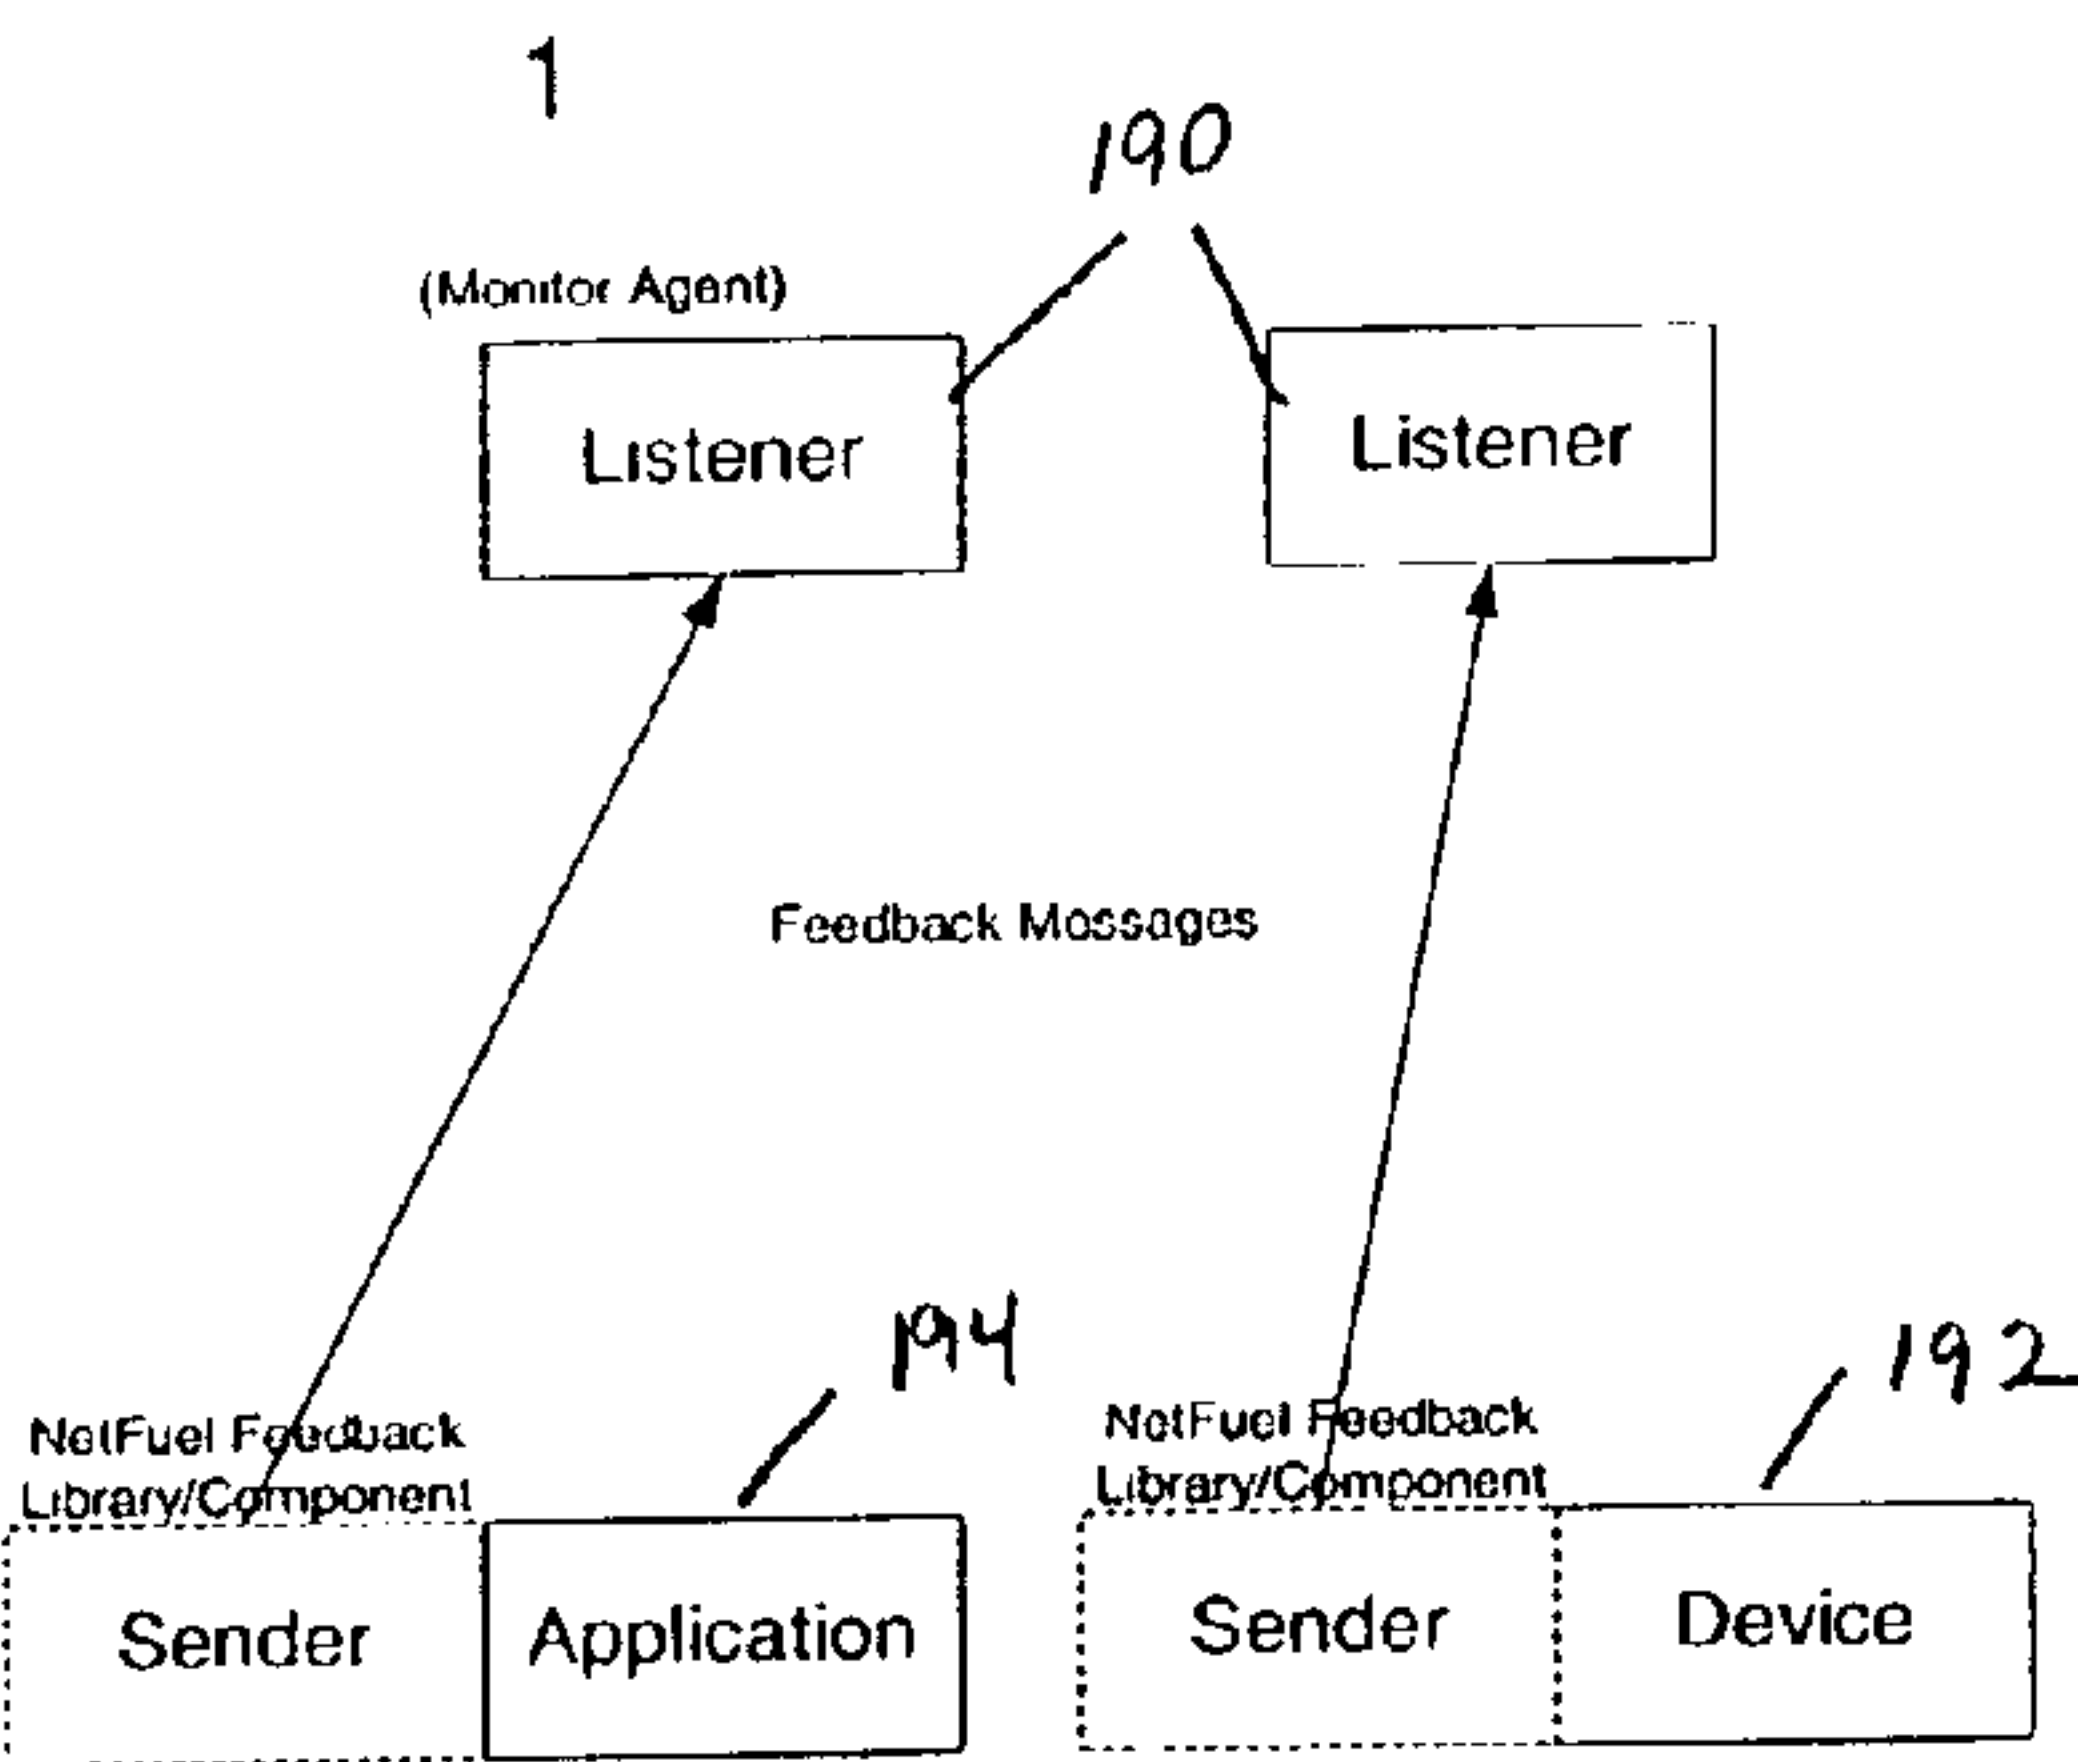 1
190
(Monitor Agent)
Listener
Listener
Feedback Messages
194
192
NetFuel Feedback
Library/Component
NetFuel Feedback
Library/Component
Sender
Application
Sender
Device